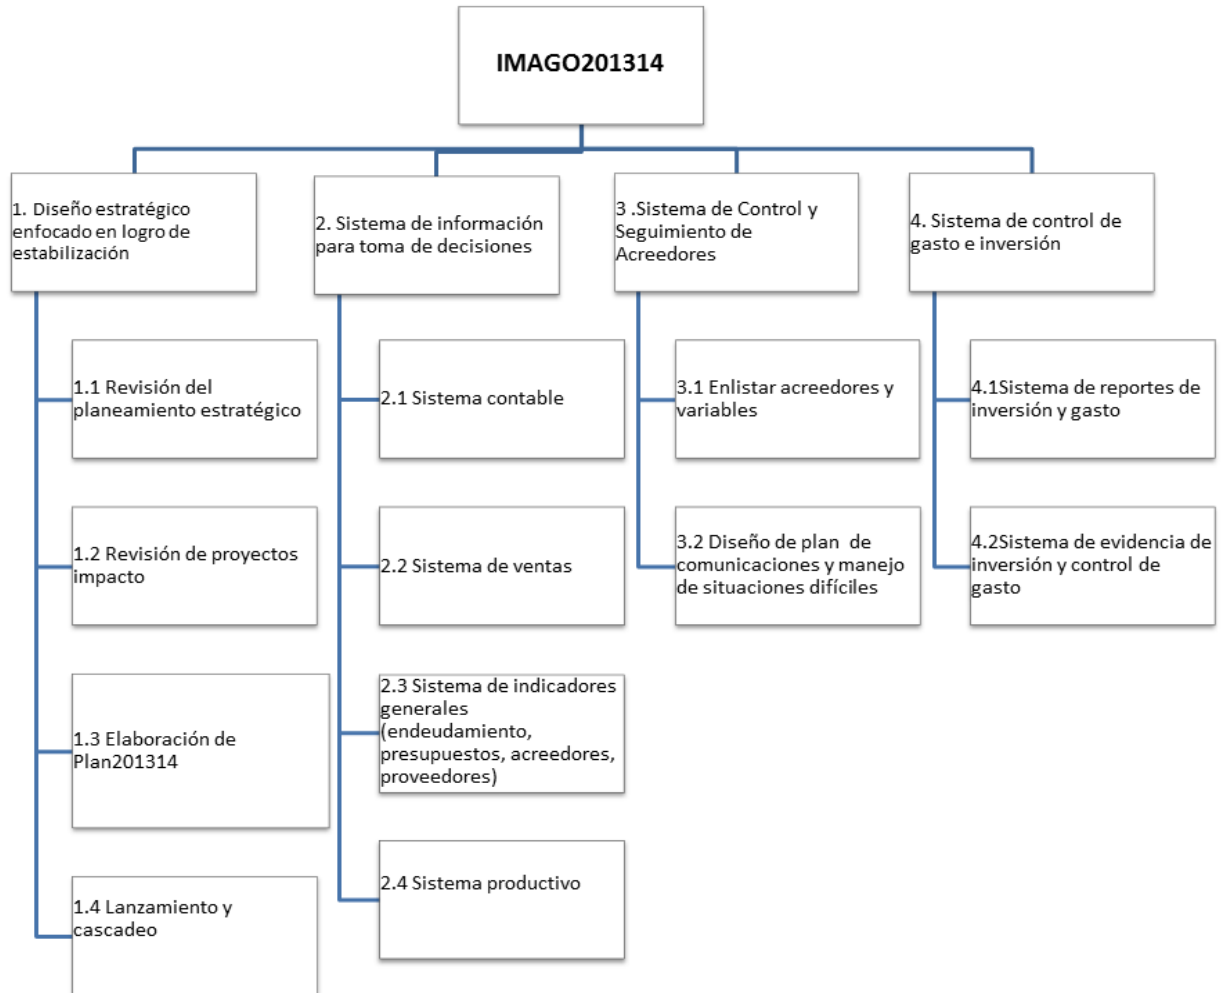 IMAGO201314
1. Diseño estratégico
enfocado en logro de
estabilización
2. Sistema de información
para toma de decisiones
3 .Sistema de Control y
Seguimiento de
Acreedores
4. Sistema de control de
gasto e inversión
1.1 Revisión del
planeamiento estratégico
1.2 Revisión de proyectos
impacto
1.3 Elaboración de
Plan201314
1.4 Lanzamiento y
cascadeo
2.1 Sistema contable
2.2 Sistema de ventas
2.3 Sistema de indicadores
generales
(endeudamiento,
presupuestos, acreedores,
proveedores)
2.4 Sistema productivo
3.1 Enlistar acreedores y
variables
3.2 Diseño de plan  de
comunicaciones y manejo
de situaciones difíciles
4.1Sistema de reportes de
inversión y gasto
4.2Sistema de evidencia de
inversión y control de
gasto